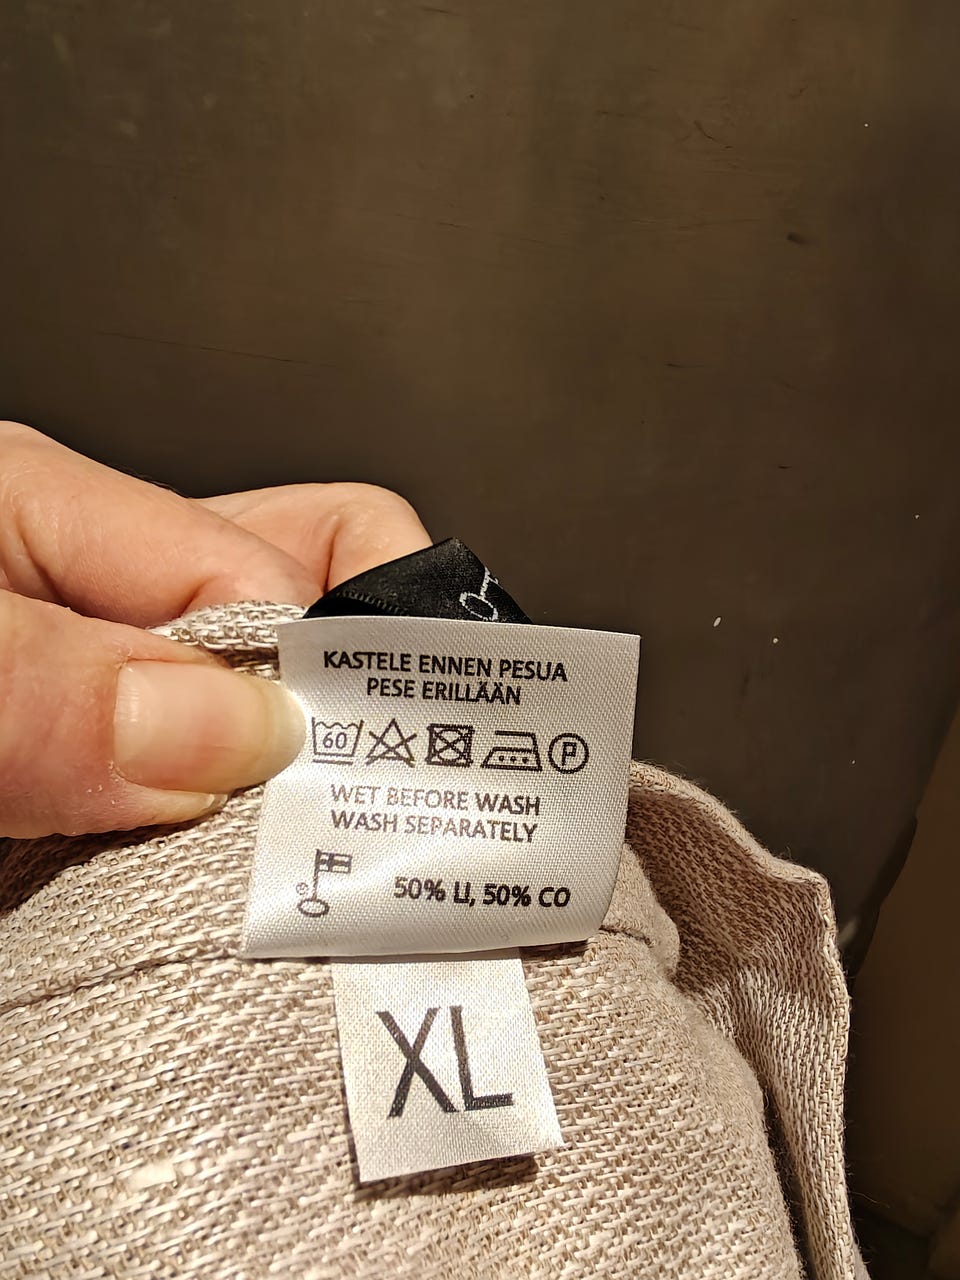 KASTELE ENNEN PESUA
PESE ERILLÄÄN
60 P
WET BEFORE WASH
WASH SEPARATELY
50% LI, 50% CO
XL